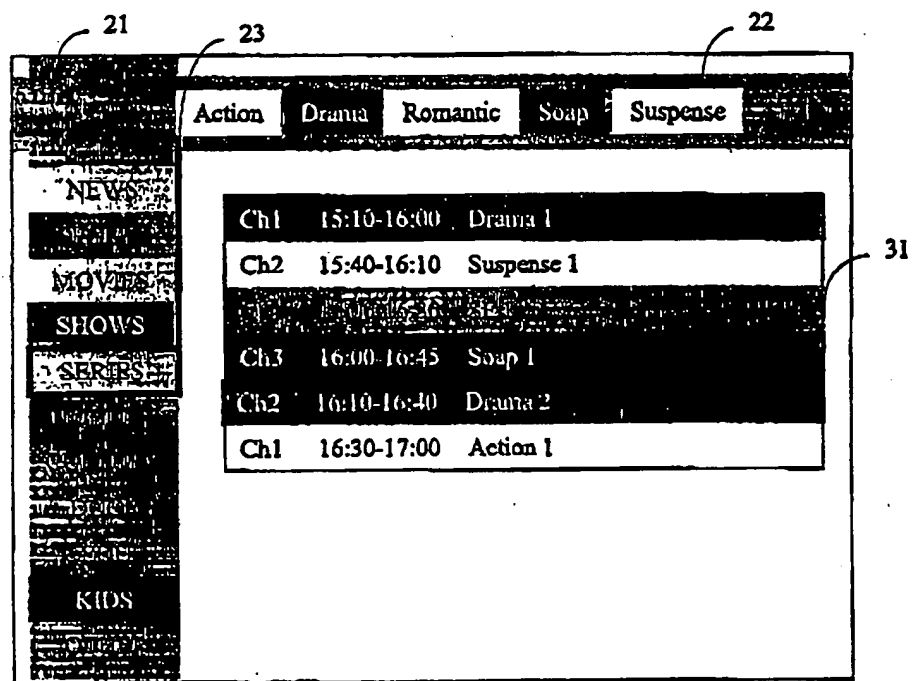 21
23
22
Action Drama Romantic Soap Suspense
NEWS
MOVIES
SHOWS
SERIES
KIDS
Ch1 15:10-16:00 Drama 1
Ch2 15:40-16:10 Suspense 1
31
Ch3 16:00-16:45 Soap 1
Ch2 16:10-16:40 Drama 2
Ch1 16:30-17:00 Action 1